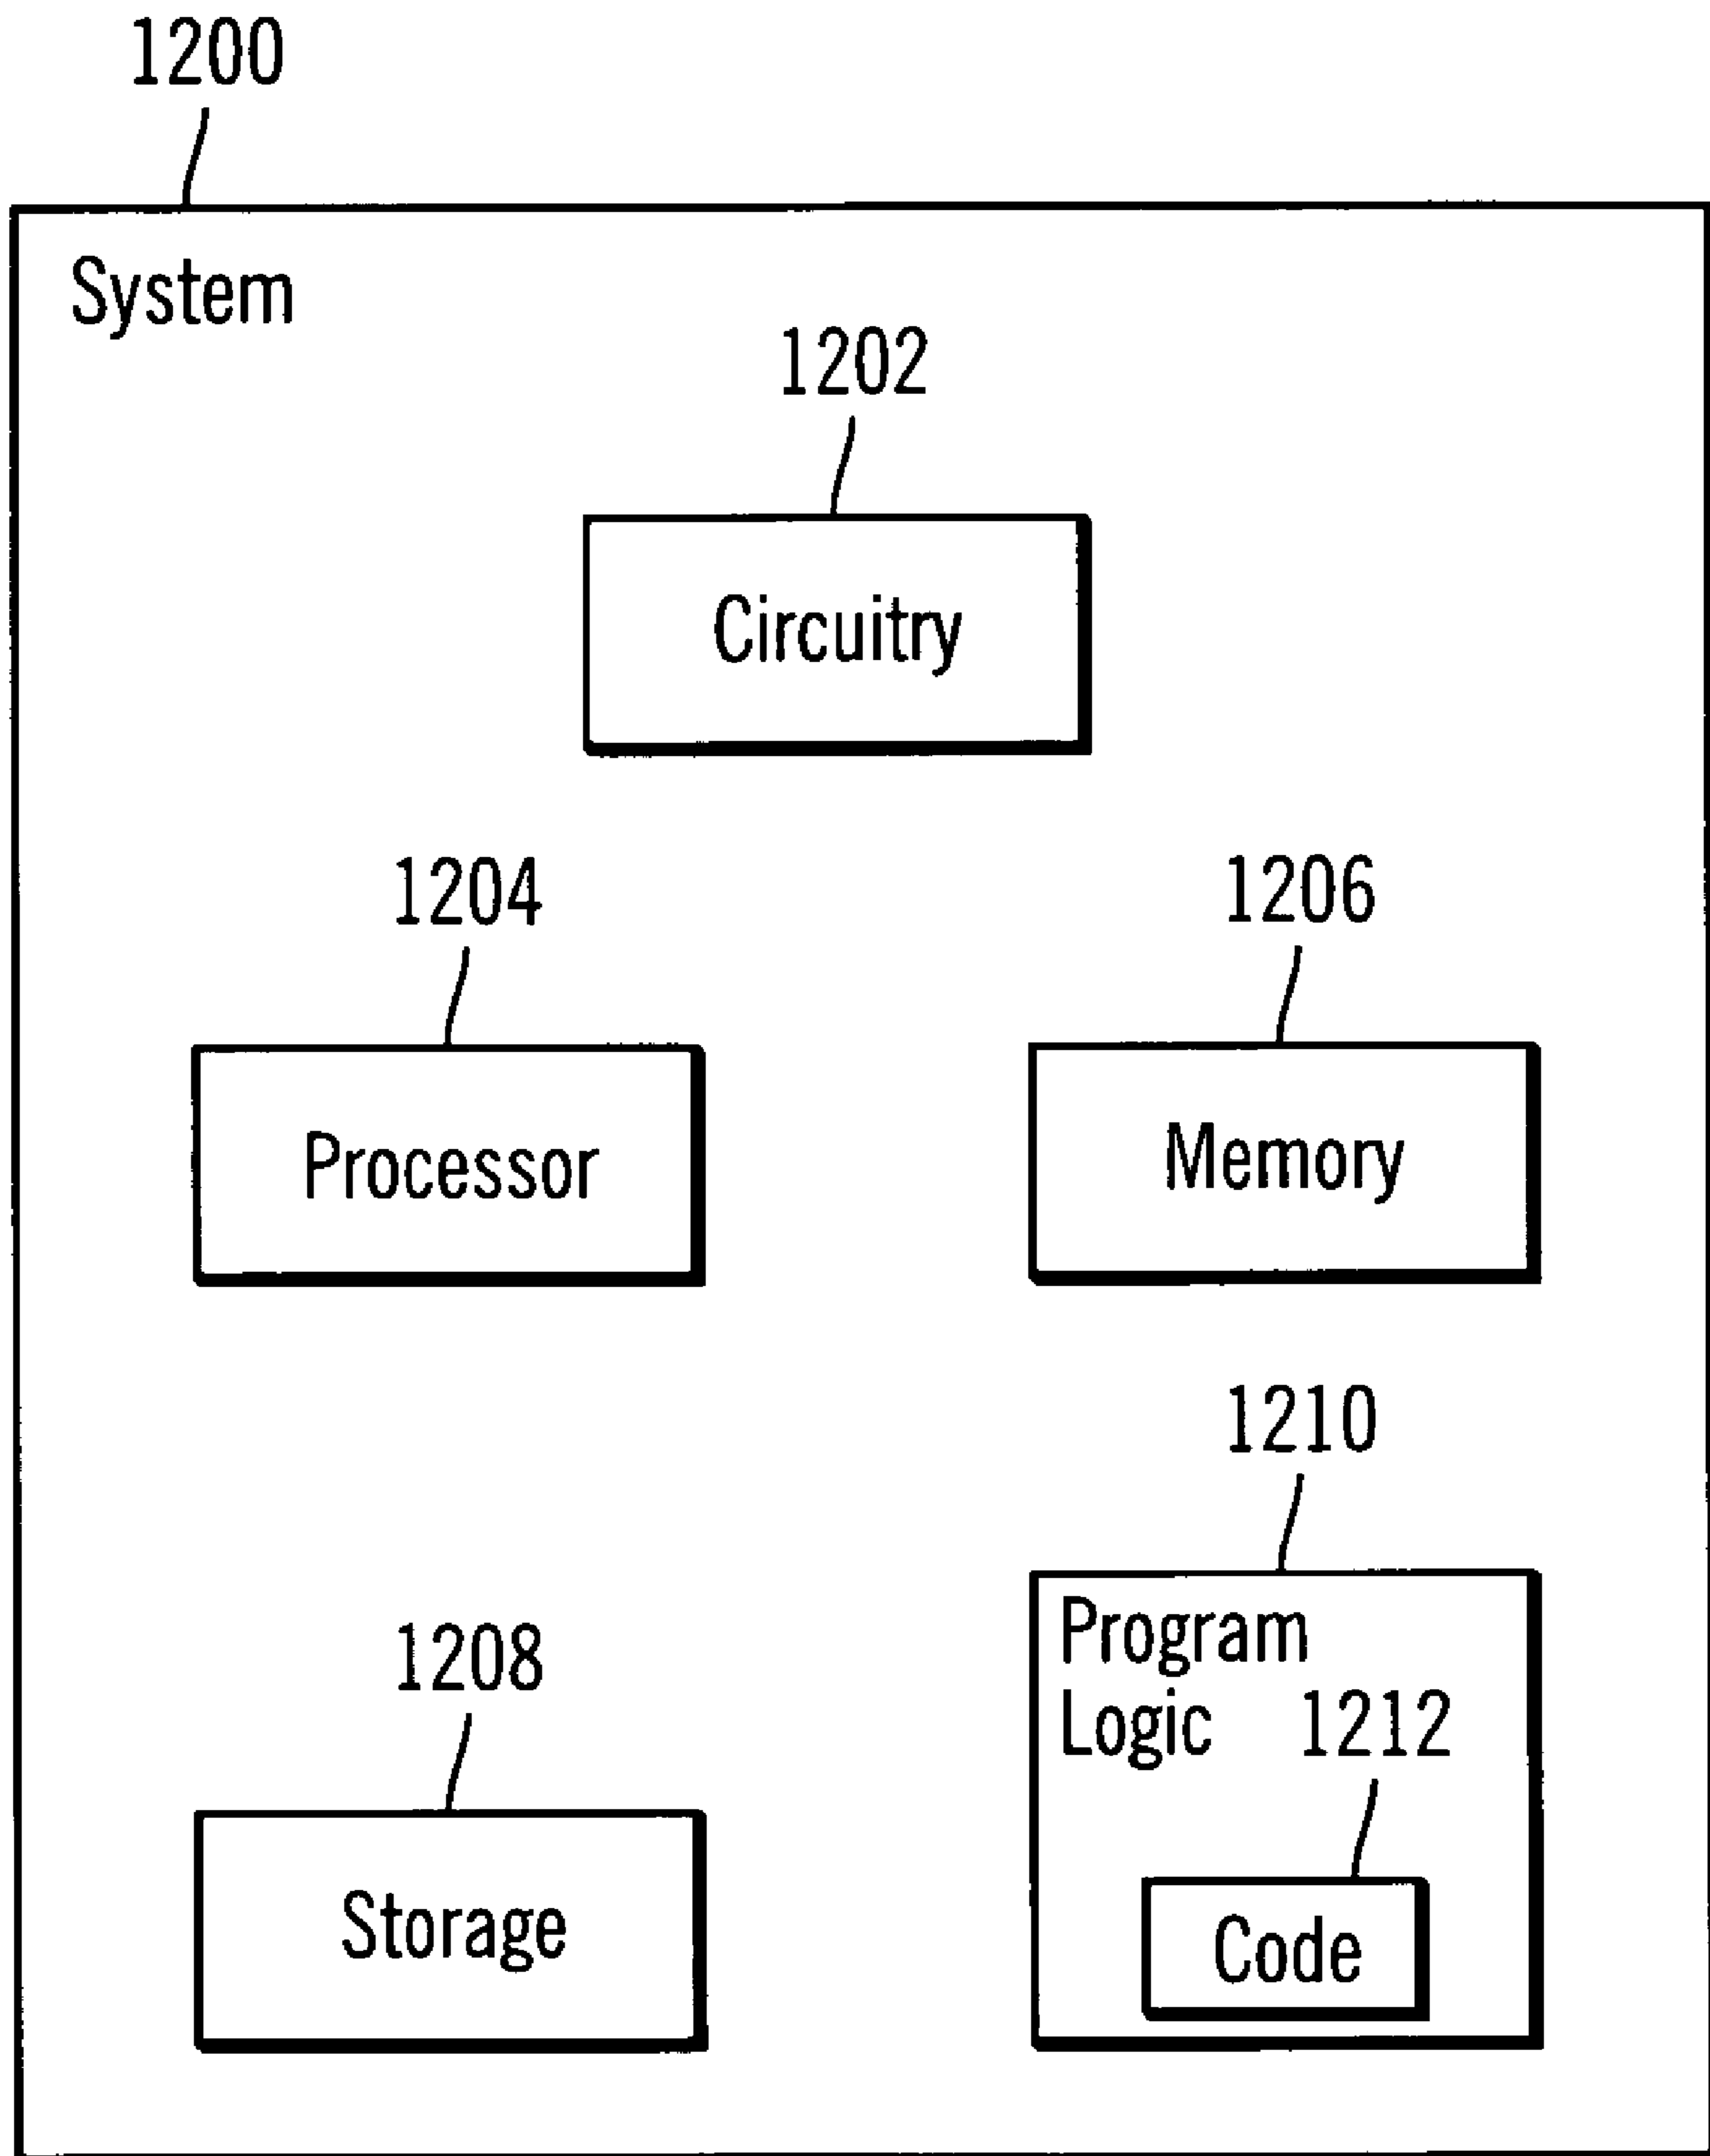 1200
System
1202
Circuitry
1204
1206
Processor
Memory
1210
Program
Logic
1212
1208
Code
Storage